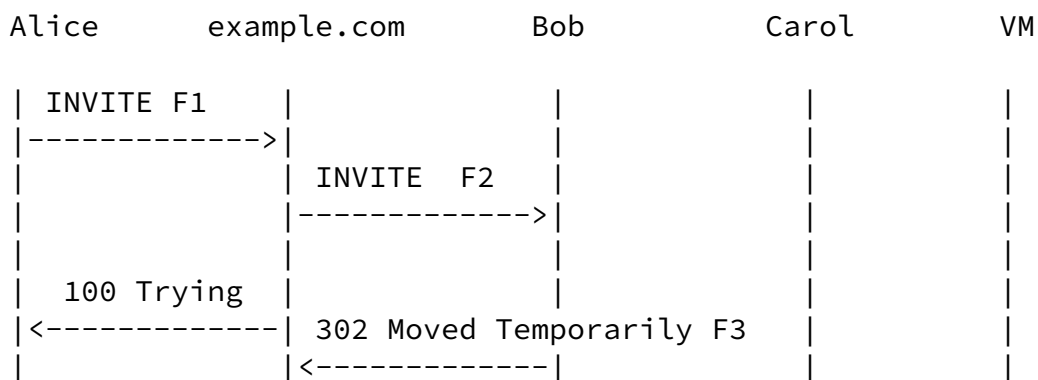 Alice example.com Bob Carol VM
INVITE F1
INVITE F2
100 Trying
302 Moved Temporarily F3